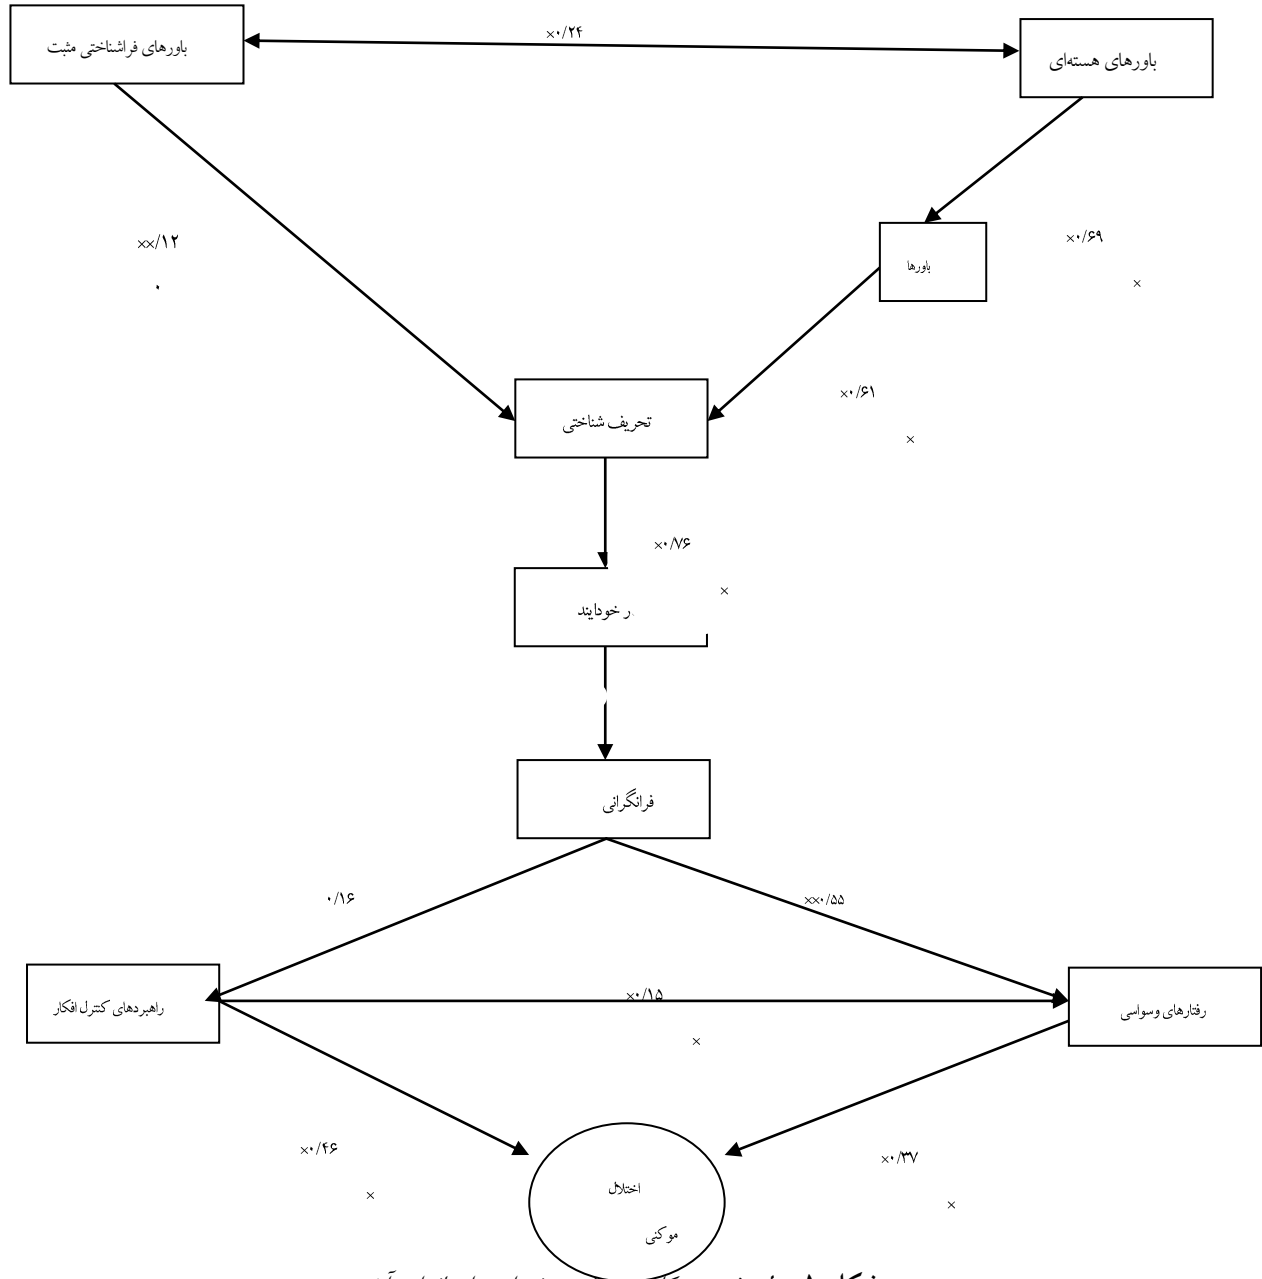 ×۰/۲۴
باورهای فراشناختی مثبت
باورهای هسته‌ای
××/۱۲
۰
×۰/۶۹
×
باورها
×۰/۶۱
×
تحریف شناختی
×۰/۷۶
×
ر خودایند
فرانگرانی
۰/۱۶
××۰/۵۵
راهبردهای کنترل افکار
×۰/۱۵
×
رفتارهای وسواسی
×۰/۴۶
×
×۰/۳۷
×
اختلال
موکنی